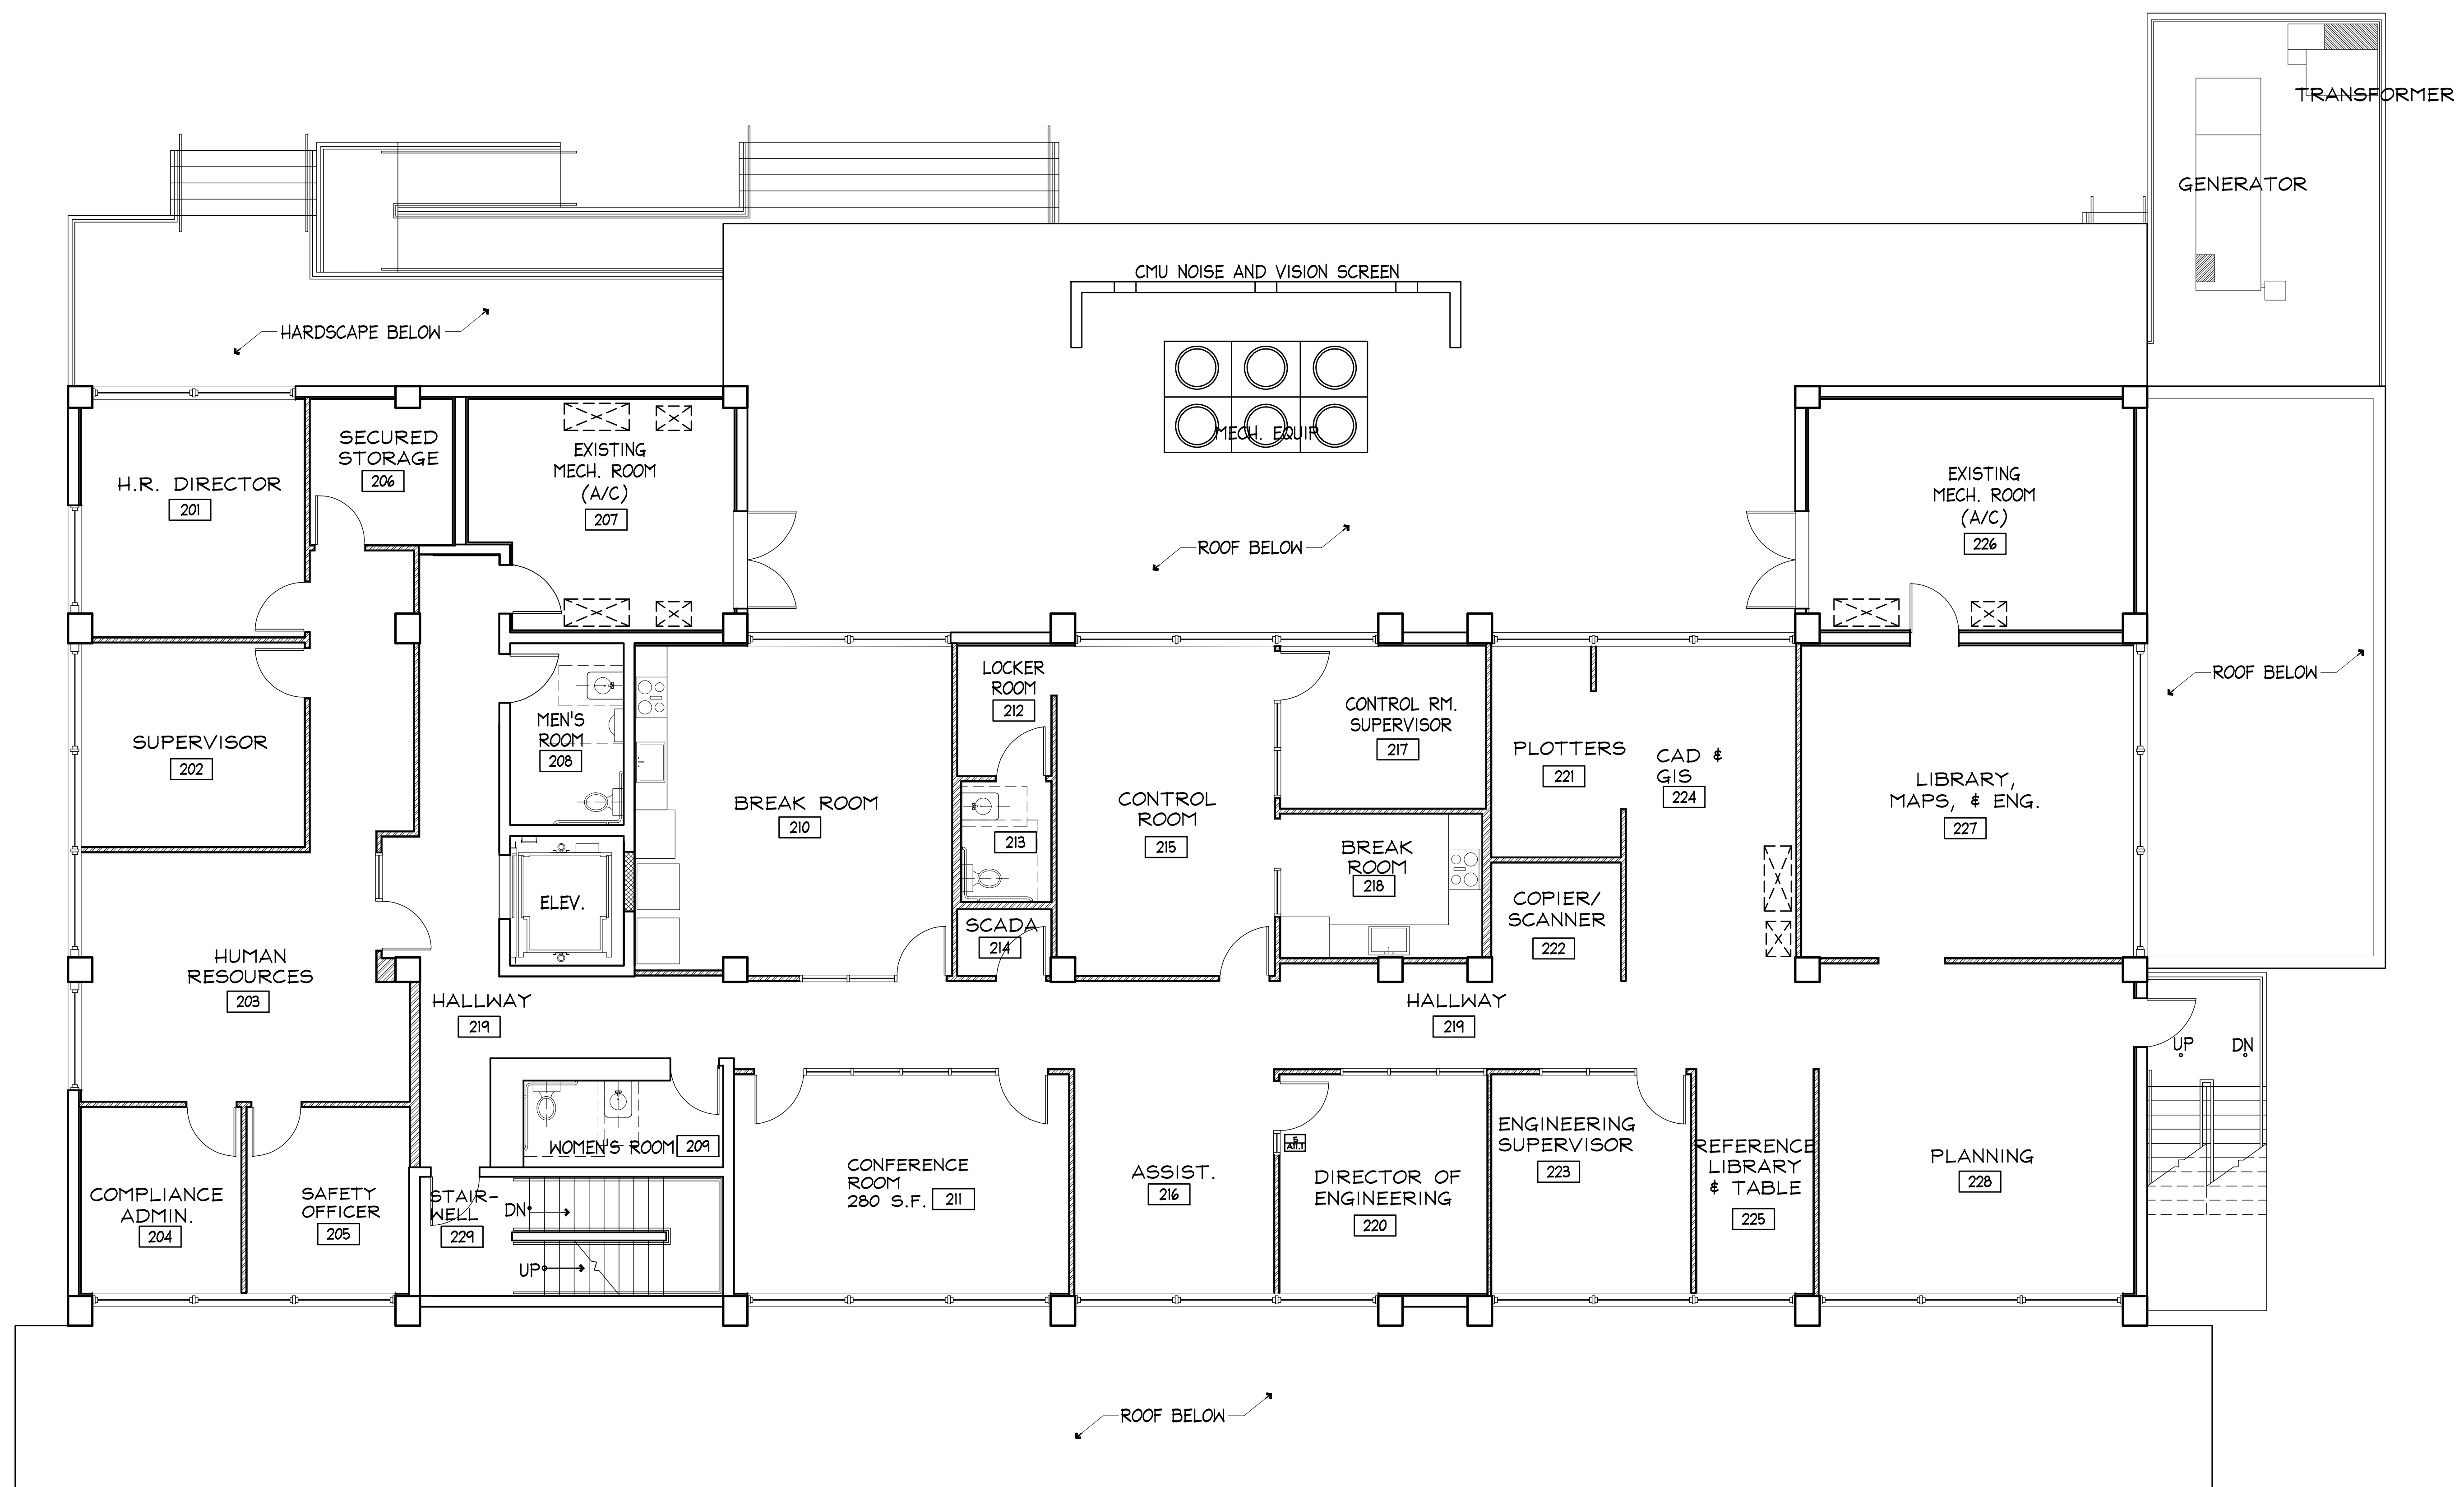 TRANSFORMER
GENERATOR
CMU NOISE AND VISION SCREEN
HARDSCAPE BELOW
MECH. EQUIP
ROOF BELOW
H.R. DIRECTOR
201
SECURED
STORAGE
206
EXISTING
MECH. ROOM
(A/C)
207
EXISTING
MECH. ROOM
(A/C)
226
ROOF BELOW
SUPERVISOR
202
MEN'S
ROOM
208
BREAK ROOM
210
LOCKER
ROOM
212
213
CONTROL
ROOM
215
CONTROL RM.
SUPERVISOR
217
BREAK
ROOM
218
PLOTTERS
221
CAD &
GIS
224
LIBRARY,
MAPS, & ENG.
227
ELEV.
SCADA
214
COPIER/
SCANNER
222
HUMAN
RESOURCES
203
HALLWAY
219
HALLWAY
219
UP
DN
WOMEN'S ROOM
209
COMPLIANCE
ADMIN.
204
SAFETY
OFFICER
205
STAIR-
WELL
229
DN
UP
CONFERENCE
ROOM
280 S.F.
211
ASSIST.
216
DIRECTOR OF
ENGINEERING
220
ENGINEERING
SUPERVISOR
223
REFERENCE
LIBRARY
& TABLE
225
PLANNING
228
ROOF BELOW